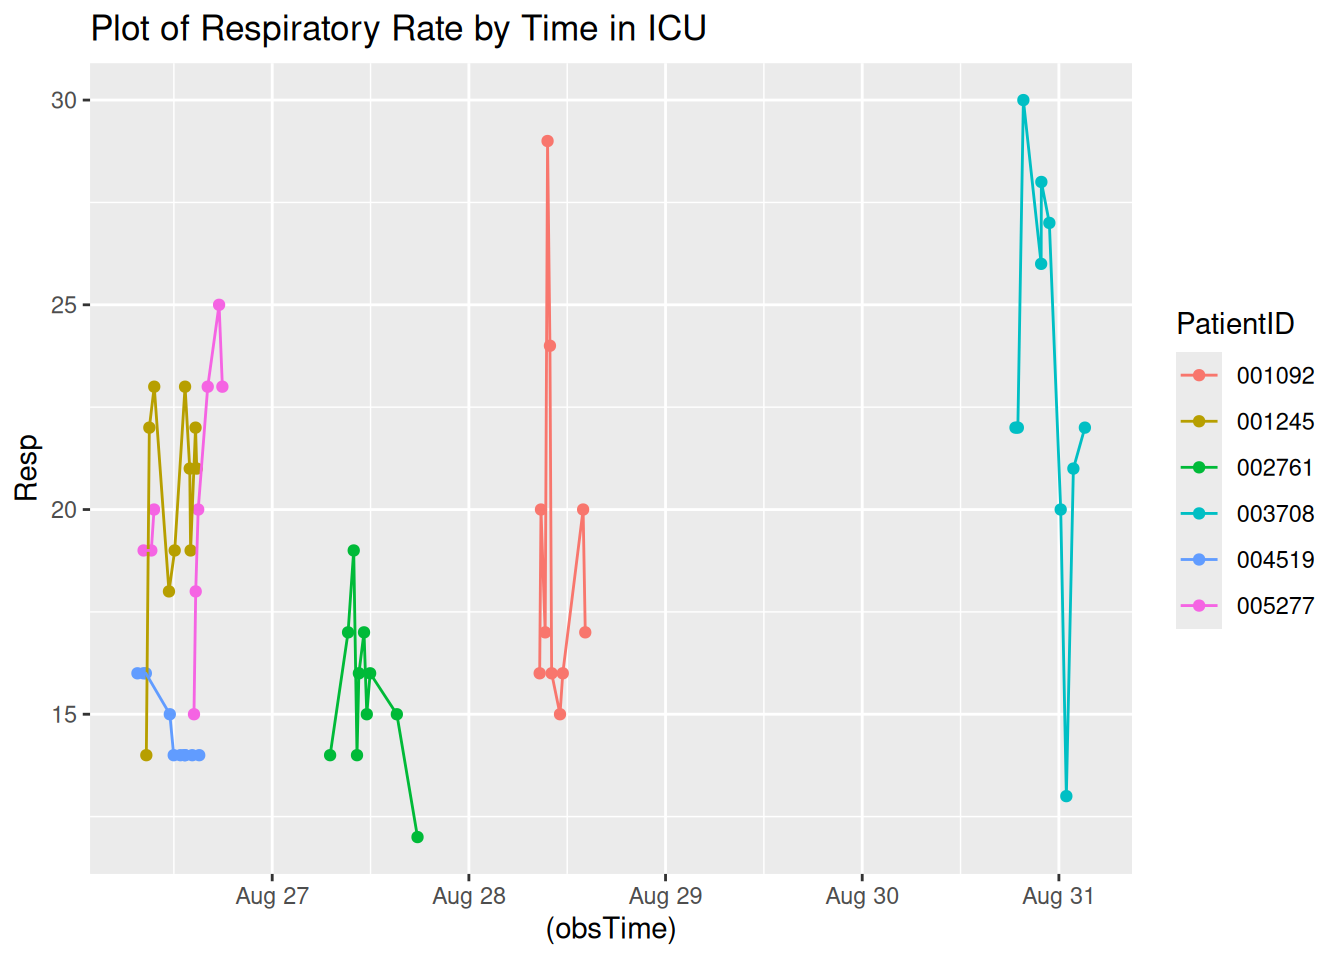 Plot of Respiratory Rate by Time in ICU
30
25
20
15
Resp
Aug 27
Aug 28
Aug 29
Aug 30
Aug 31
(obsTime)
PatientID
001092
001245
002761
003708
004519
005277